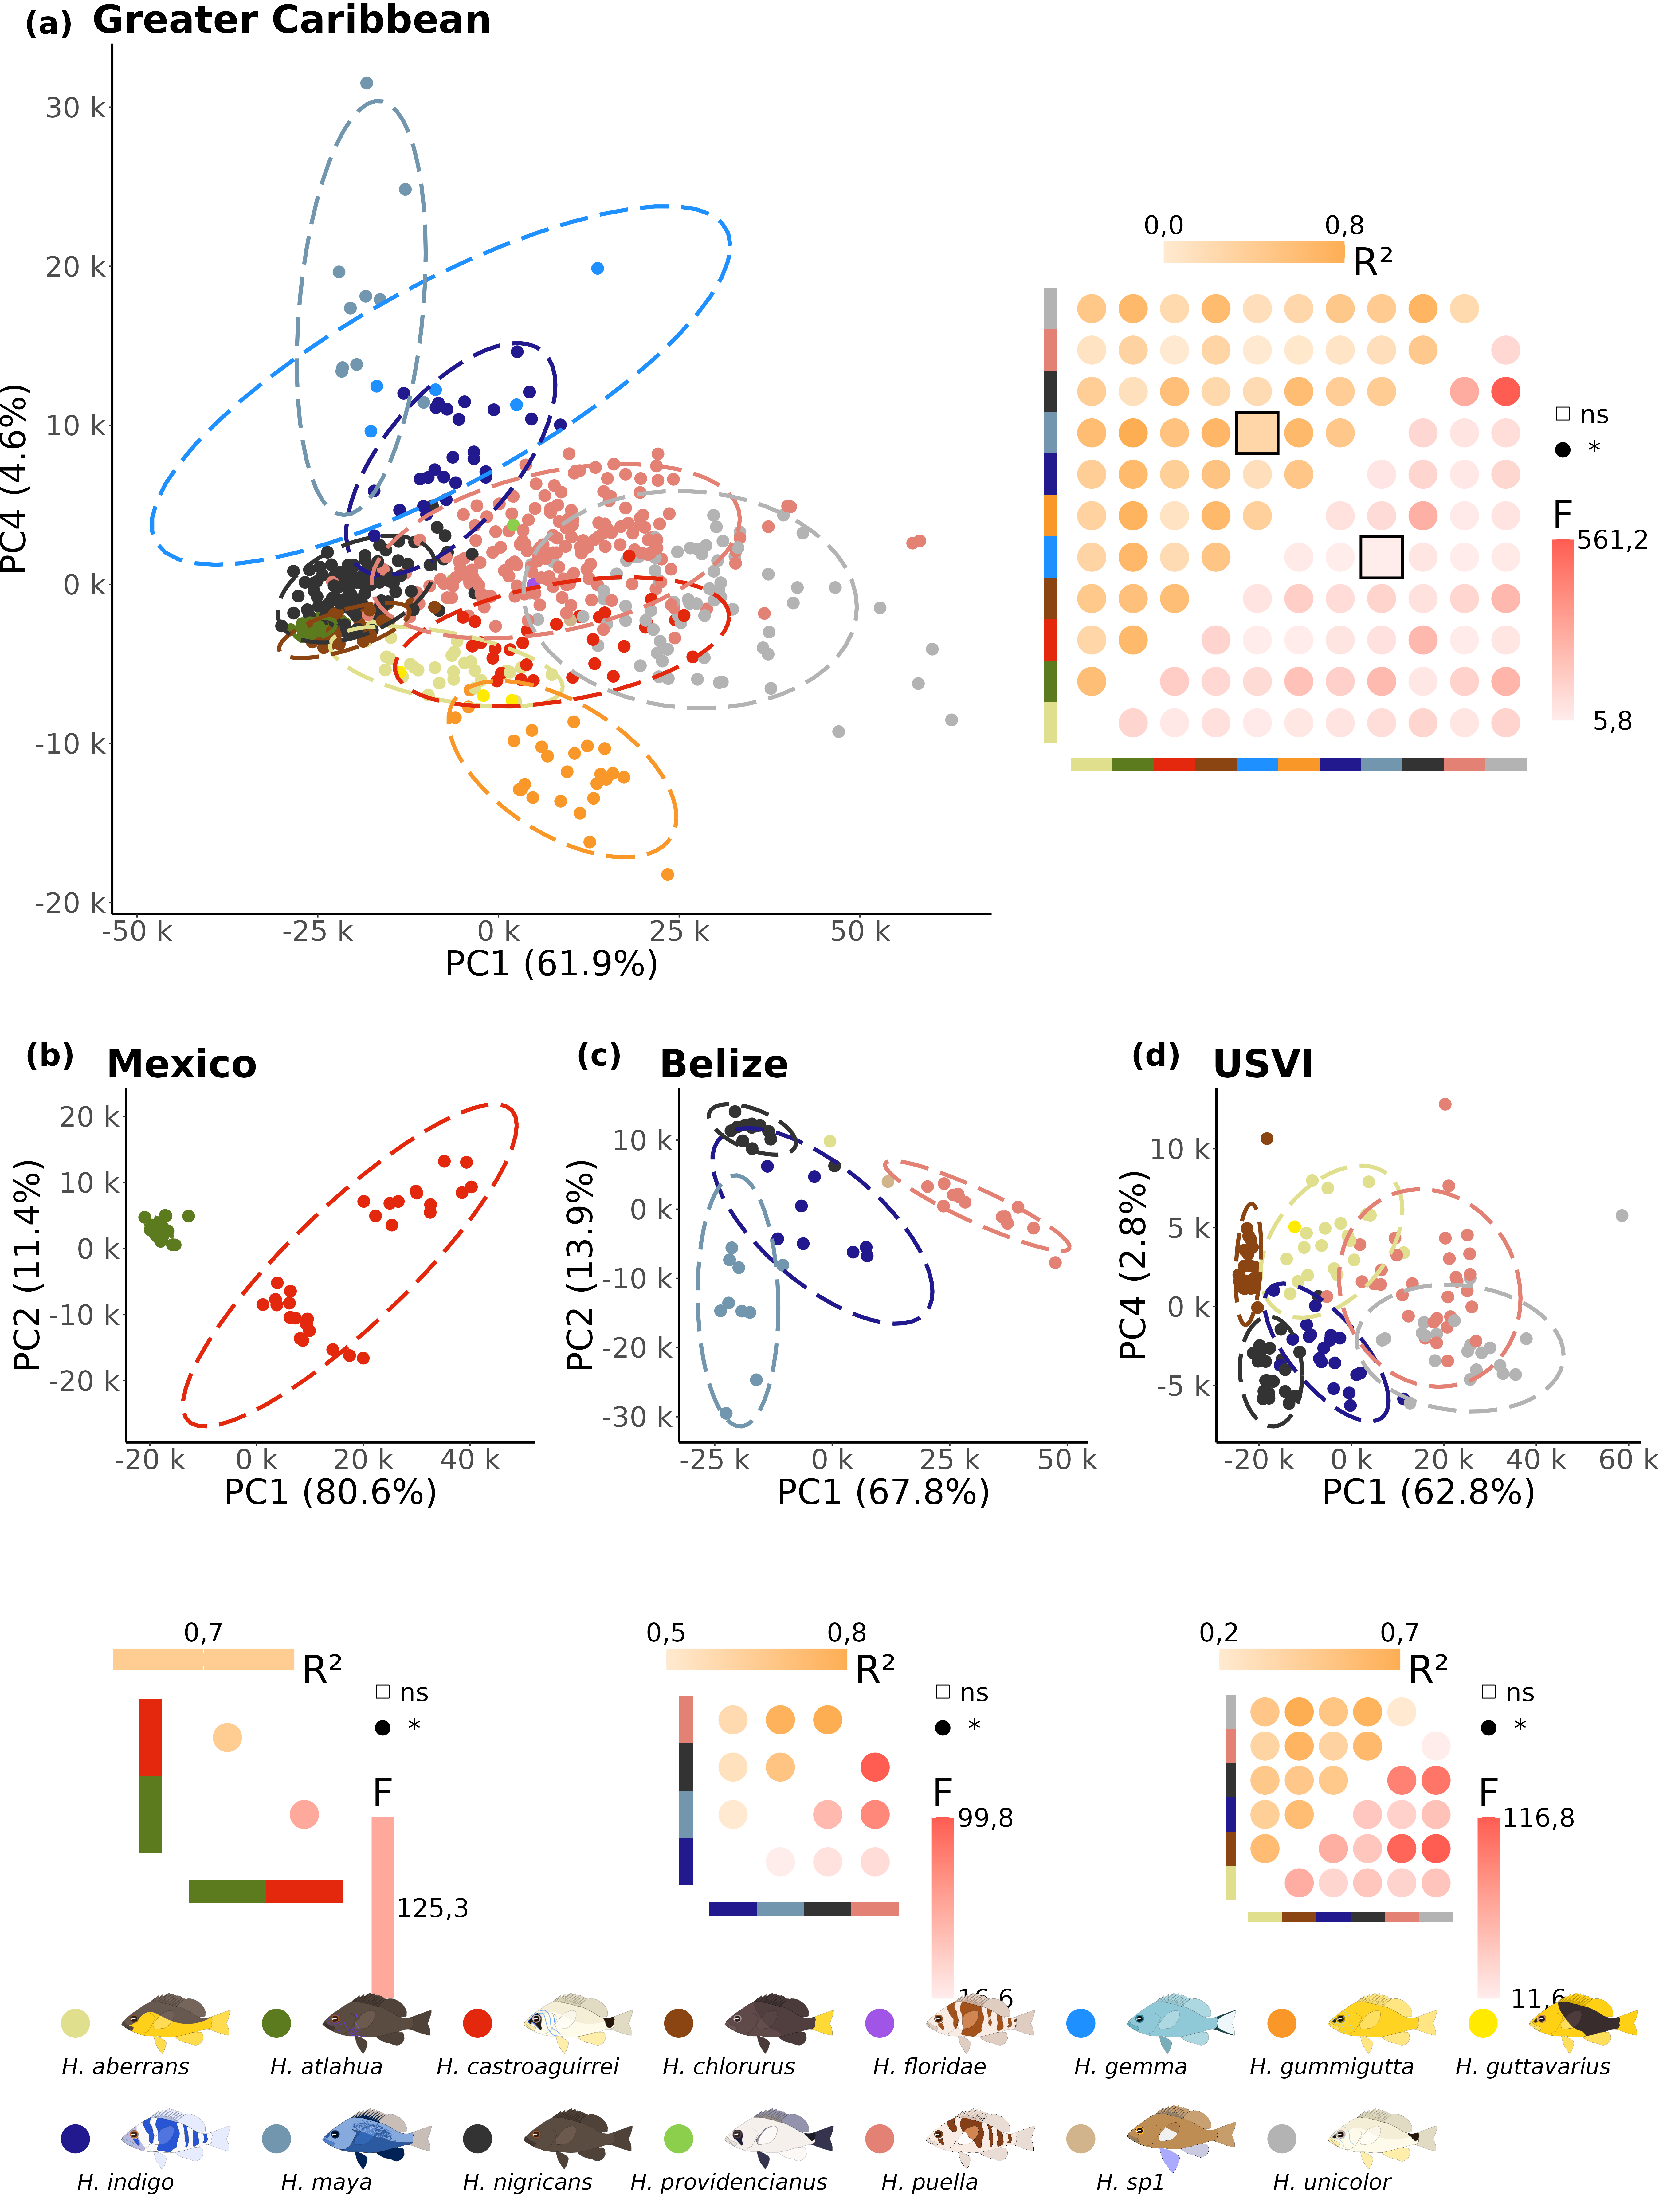 (a) Greater Caribbean
30 k
20 k
10 k
0 k
-10 k
-20 k
PC4 (4.6%)
-50 k -25 k 0 k 25 k 50 k
PC1 (61.9%)
0,0 0,8
R²
□ ns
● *
F
561,2
5,8
(b) Mexico
20 k
10 k
0 k
-10 k
-20 k
PC2 (11.4%)
-20 k 0 k 20 k 40 k
PC1 (80.6%)
(c) Belize
10 k
0 k
-10 k
-20 k
-30 k
PC2 (13.9%)
-25 k 0 k 25 k 50 k
PC1 (67.8%)
(d) USVI
10 k
5 k
0 k
-5 k
PC4 (2.8%)
-20 k 0 k 20 k 40 k 60 k
PC1 (62.8%)
0,7
R²
□ ns
● *
F
125,3
0,5 0,8
R²
□ ns
● *
F
99,8
16,6
0,2 0,7
R²
□ ns
● *
F
116,8
11,6
H. aberrans H. atlahua H. castroaguirrei H. chlorurus H. floridae H. gemma H. gummigutta H. guttavarius
H. indigo H. maya H. nigricans H. providencianus H. puella H. sp1 H. unicolor